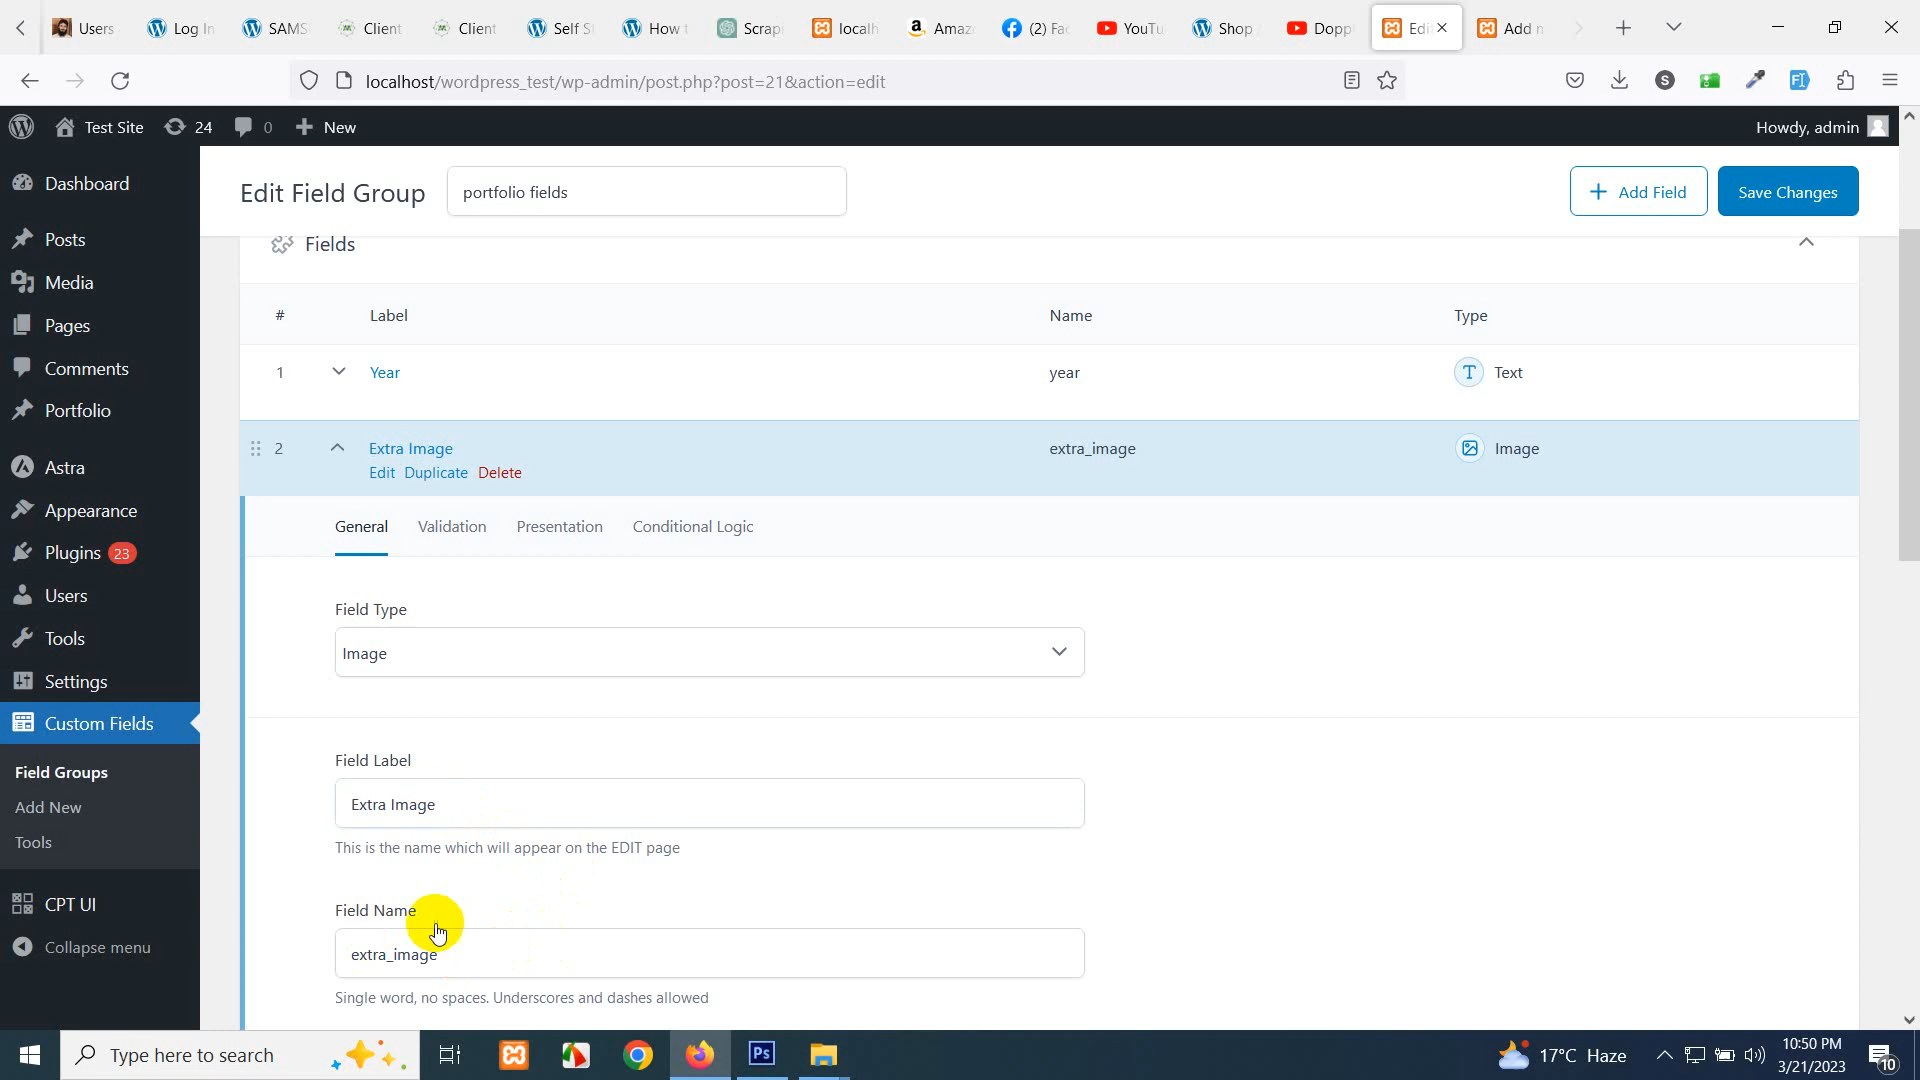 Users
Log In
SAMS
Client
Client
Self S
How t
Scrap
localh
Amaz
(2) Fac
YouTu
Shop
Dopp
Edi
Add n
localhost/wordpress_test/wp-admin/post.php?post=21&action=edit
Test Site
24
0
New
Howdy, admin
Edit Field Group
portfolio fields
Add Field
Save Changes
Dashboard
Posts
Media
Pages
Comments
Portfolio
Astra
Appearance
Plugins 23
Users
Tools
Settings
Custom Fields
Field Groups
Add New
Tools
CPT UI
Collapse menu
Fields
# Label Name Type
1 Year year Text
2 Extra Image extra_image Image
Edit Duplicate Delete
General Validation Presentation Conditional Logic
Field Type
Image
Field Label
Extra Image
This is the name which will appear on the EDIT page
Field Name
extra_image
Single word, no spaces. Underscores and dashes allowed
Type here to search
Ps
17°C Haze
10:50 PM
3/21/2023
10